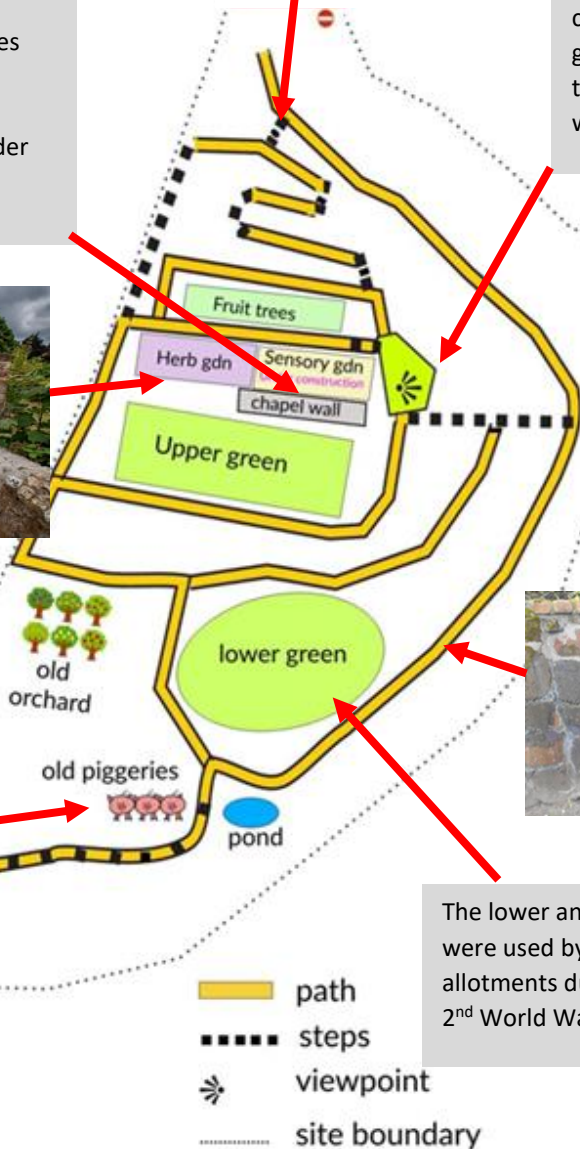 es
der
Fruit trees
Herb gdn
Sensory gdn
construction
chapel wall
Upper green
lower green
old
orchard
old piggeries
pond
The lower an
were used by
allotments du
2nd World Wa
path
steps
viewpoint
site boundary